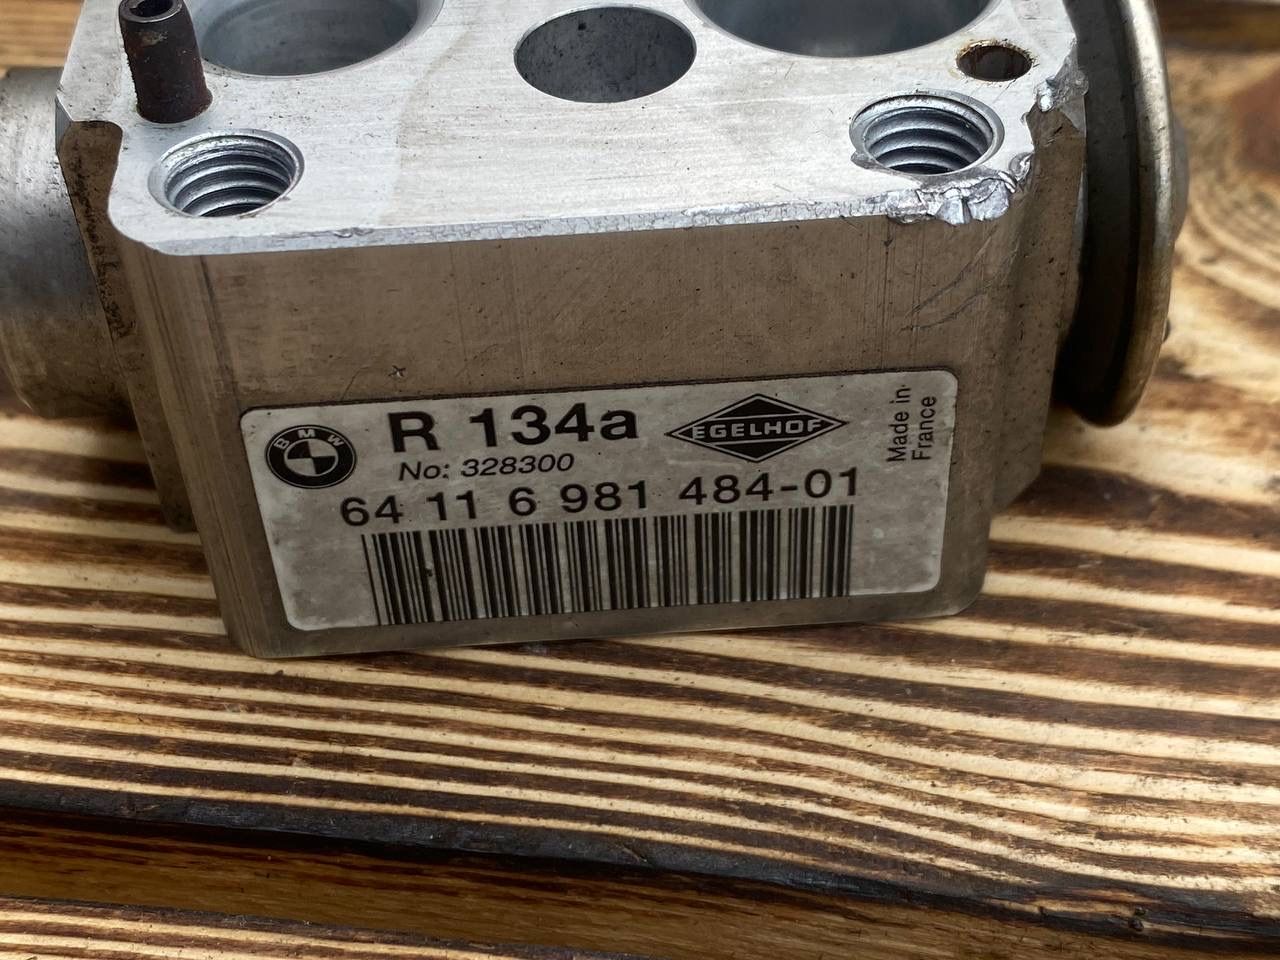 BMW
R 134a
EGELHOF
No: 328300
64 11 6 981 484-01
Made in
France